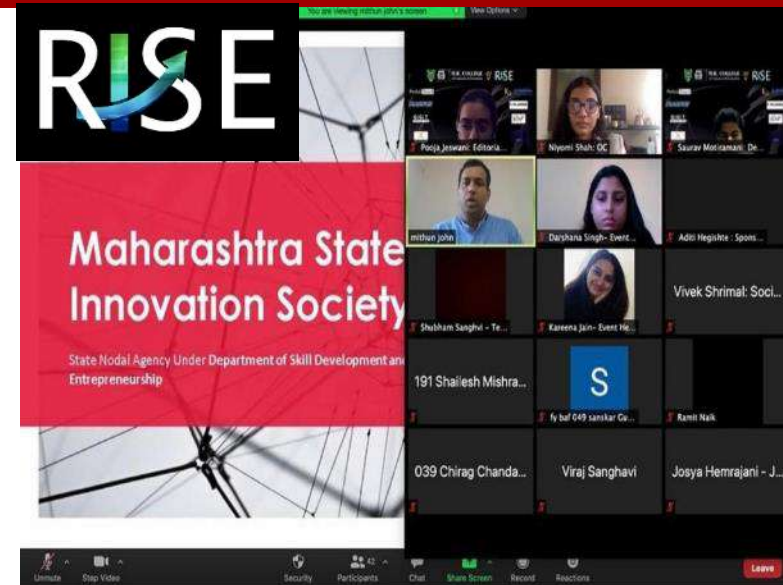 You are viewing mithun john's screen
View Options
RISE
Maharashtra State
Innovation Society
State Nodal Agency Under Department of Skill Development and
Entrepreneurship
RISE
RISE
Pooja Jeswani: Editoria...
Niyomi Shah: OC
Saurav Motiramani: De...
mithun john
Darshana Singh- Event...
Aditi Hegishte : Spons...
Shubham Sanghvi - Te...
Kareena Jain- Event He...
Vivek Shrimal: Soci...
191 Shailesh Mishra...
S
fy baf 049 sanskar Gu...
Ramit Naik
039 Chirag Chanda...
Viraj Sanghavi
Josya Hemrajani - J...
Unmute
Stop Video
Security
Participants
42
Chat
Share Screen
Record
Reactions
Leave